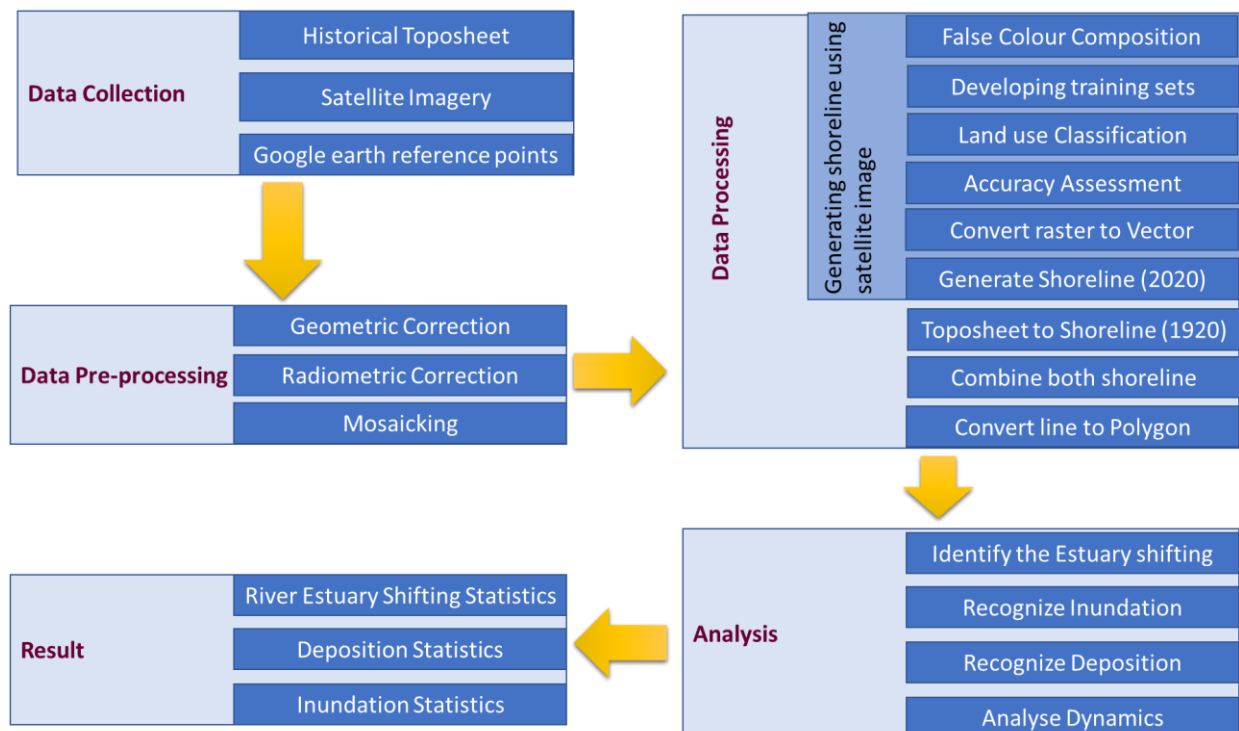 Data Collection
Historical Toposheet
Satellite Imagery
Google earth reference points
Data Pre-processing
Geometric Correction
Radiometric Correction
Mosaicking
Data Processing
Generating shoreline using
satellite image
False Colour Composition
Developing training sets
Land use Classification
Accuracy Assessment
Convert raster to Vector
Generate Shoreline (2020)
Toposheet to Shoreline (1920)
Combine both shoreline
Convert line to Polygon
Analysis
Identify the Estuary shifting
Recognize Inundation
Recognize Deposition
Analyse Dynamics
Result
River Estuary Shifting Statistics
Deposition Statistics
Inundation Statistics